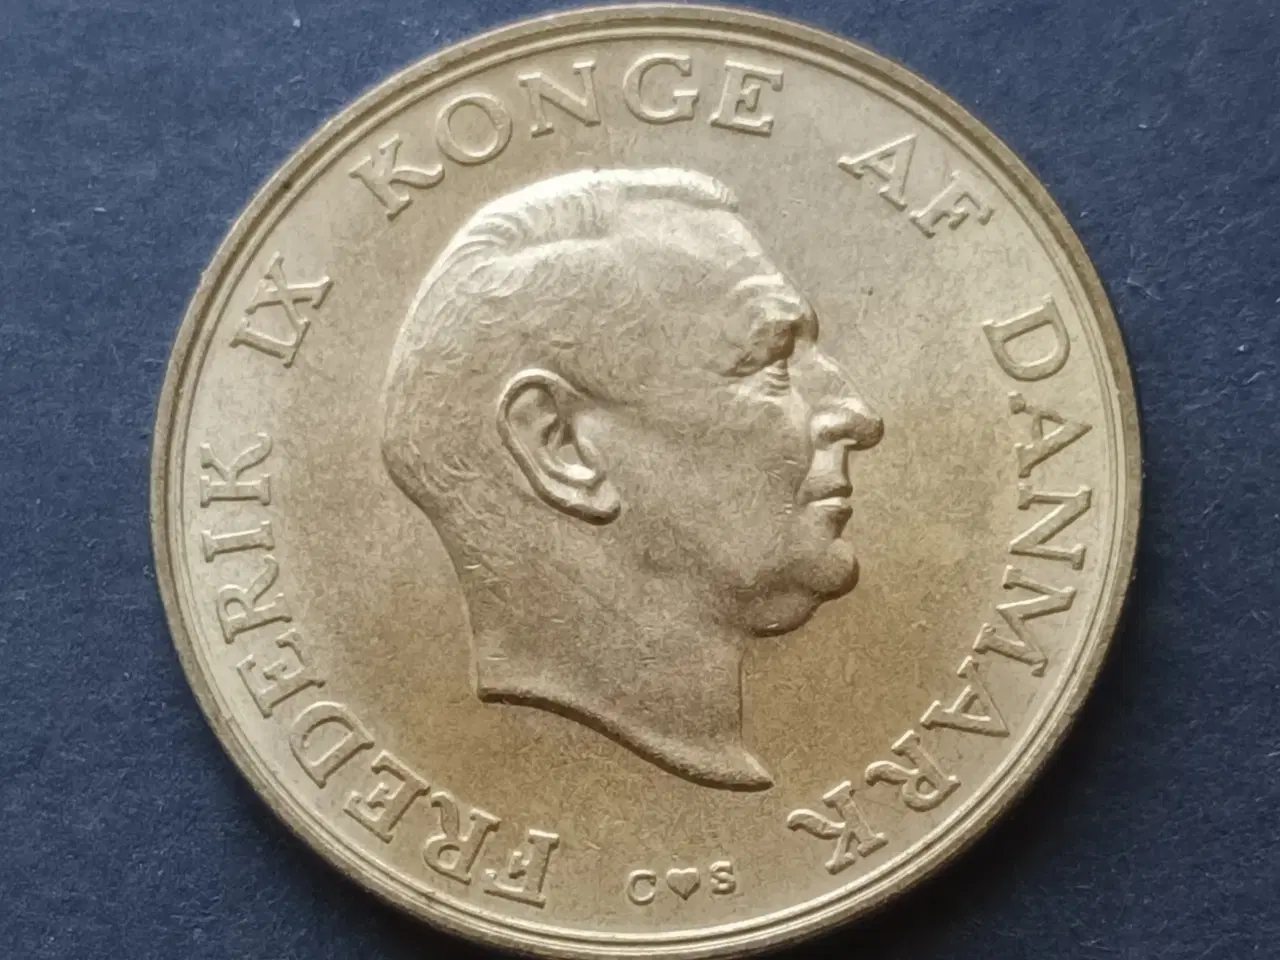 FREDERIK IX KONGE AF DANMARK
C♥S